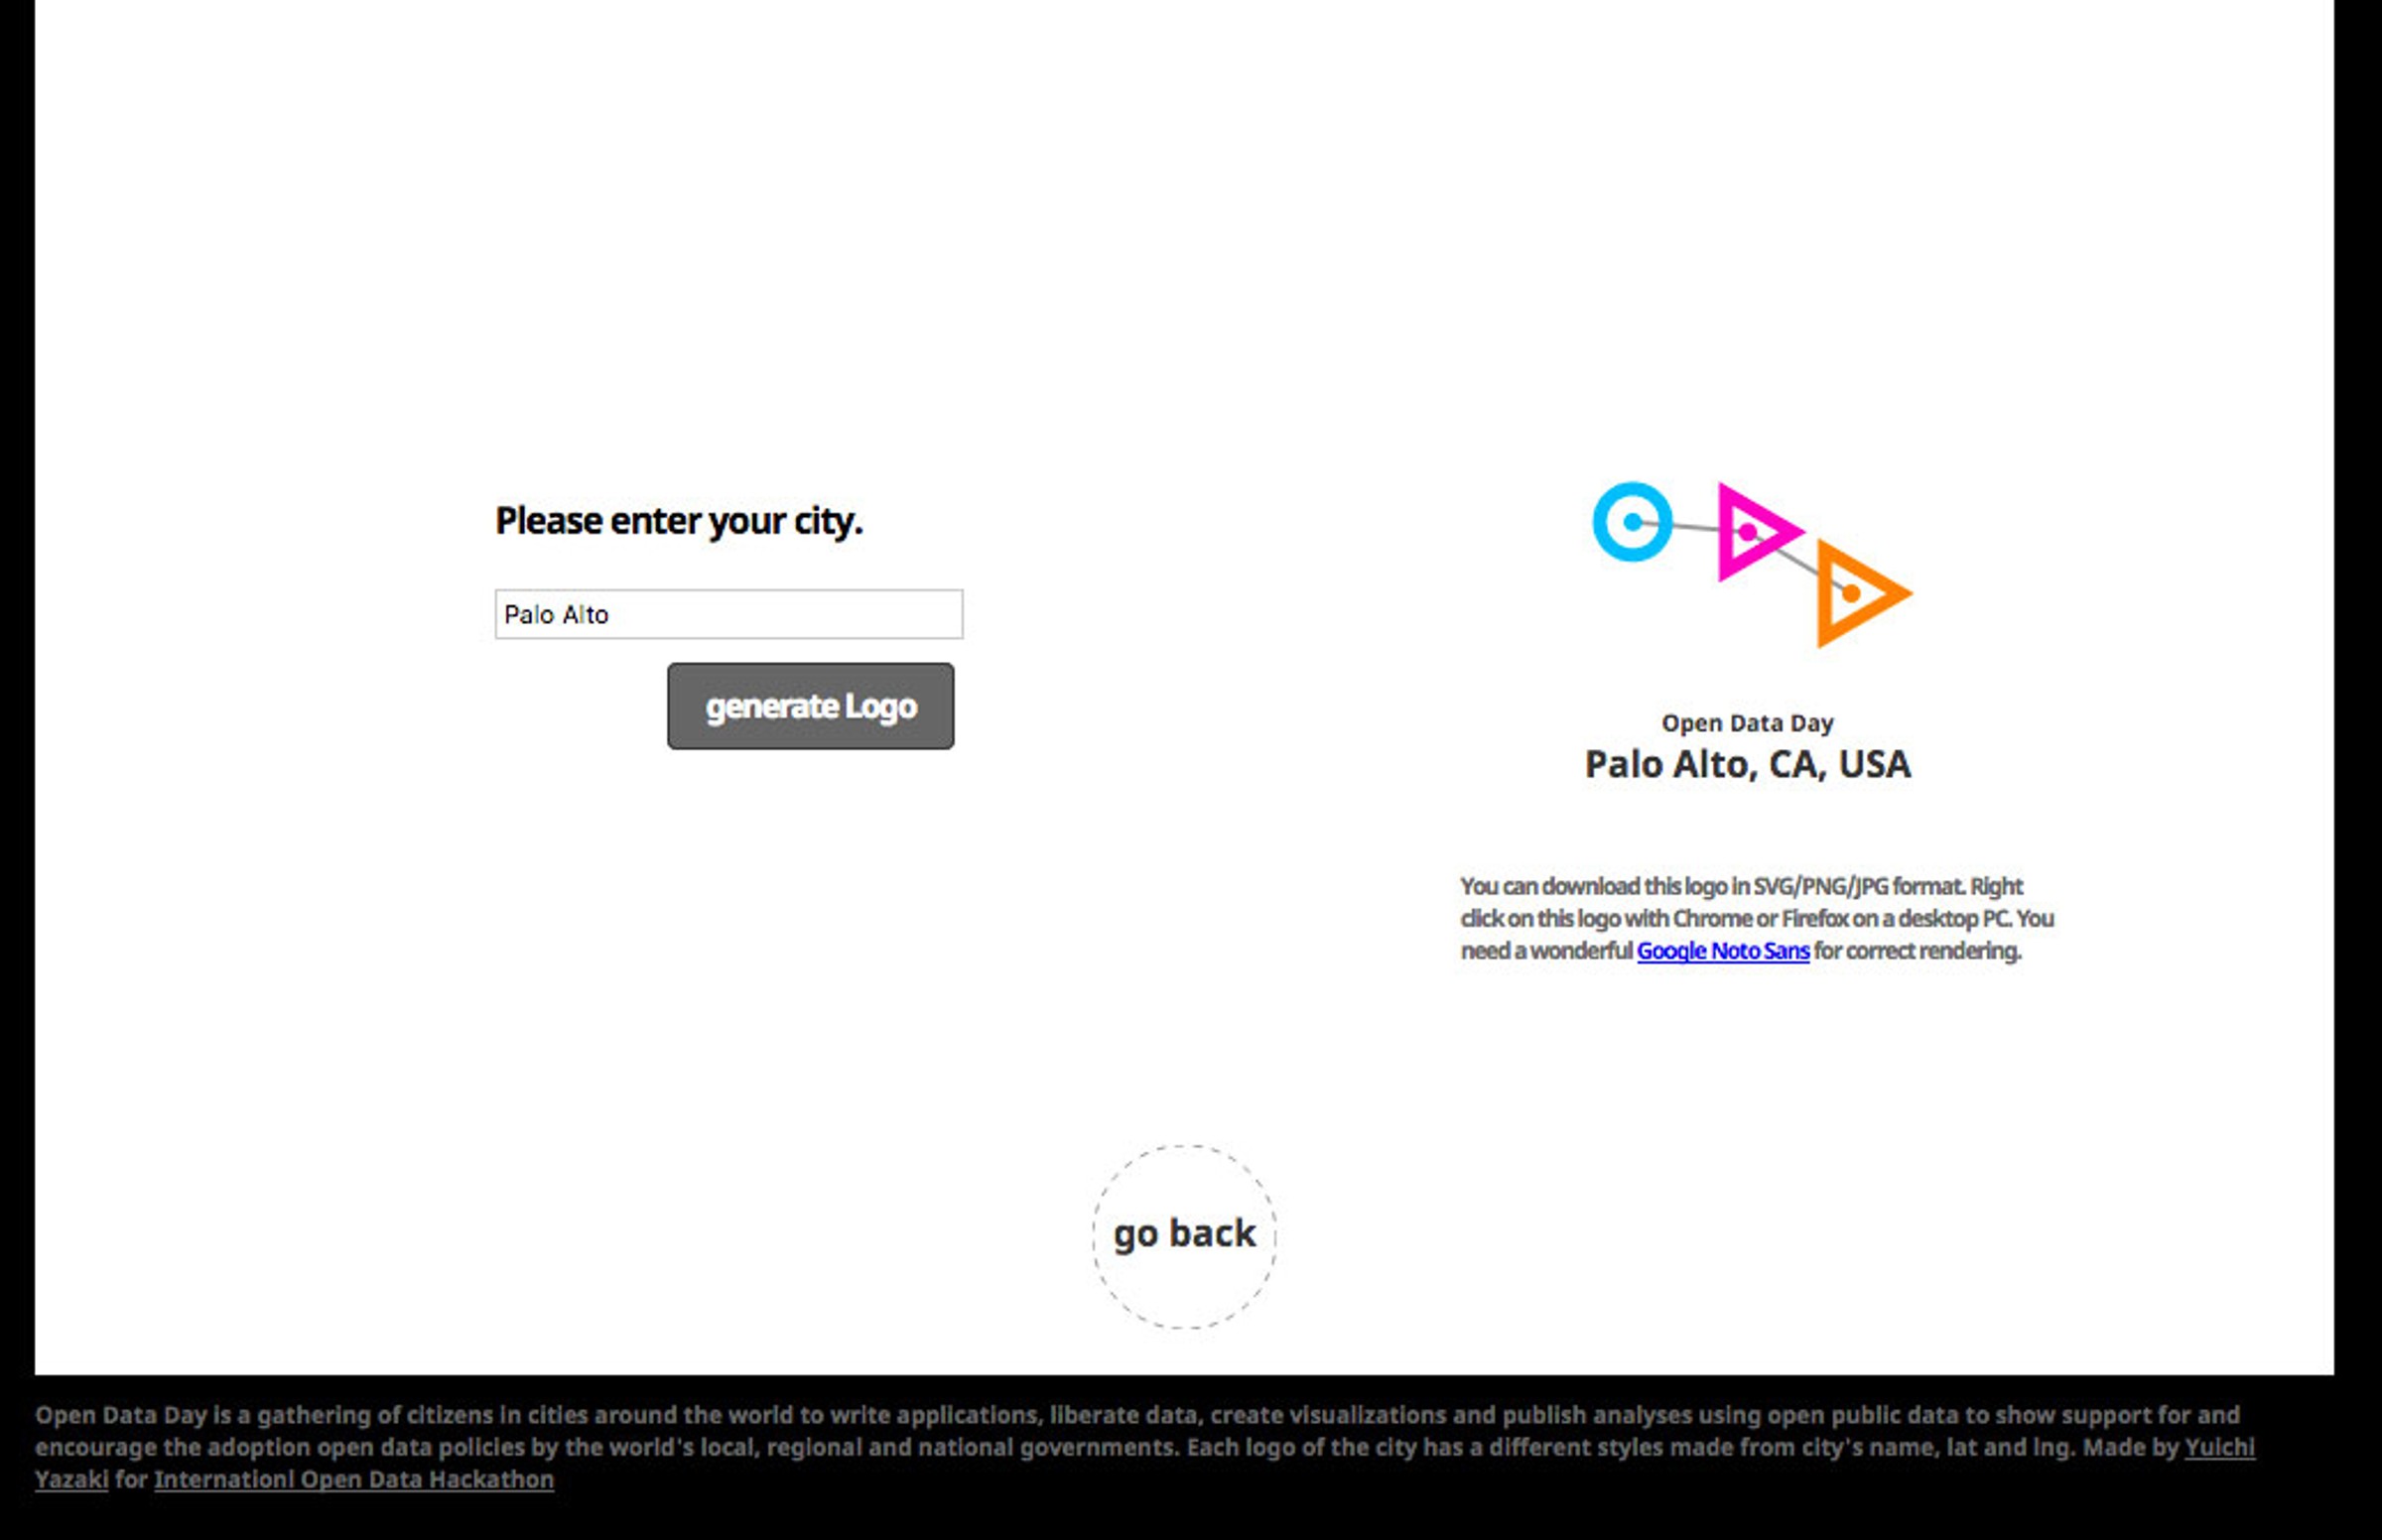 Please enter your city.
Palo Alto
generate Logo
Open Data Day
Palo Alto, CA, USA
You can download this logo in SVG/PNG/JPG format. Right
click on this logo with Chrome or Firefox on a desktop PC. You
need a wonderful Google Noto Sans for correct rendering.
go back
Open Data Day is a gathering of citizens in cities around the world to write applications, liberate data, create visualizations and publish analyses using open public data to show support for and
encourage the adoption open data policies by the world's local, regional and national governments. Each logo of the city has a different styles made from city's name, lat and lng. Made by Yuichi
Yazaki for Internationl Open Data Hackathon